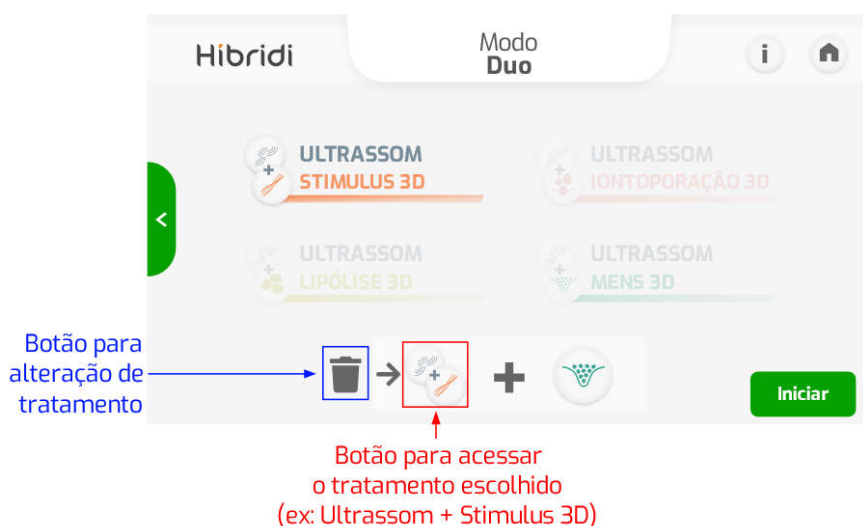 Híbridi
Modo
Duo
i
ULTRASSOM
STIMULUS 3D
ULTRASSOM
IONTOPORAÇÃO 3D
ULTRASSOM
LIPÓLISE 3D
ULTRASSOM
MENS 3D
Botão para
alteração de
tratamento
Iniciar
Botão para acessar
o tratamento escolhido
(ex: Ultrassom + Stimulus 3D)